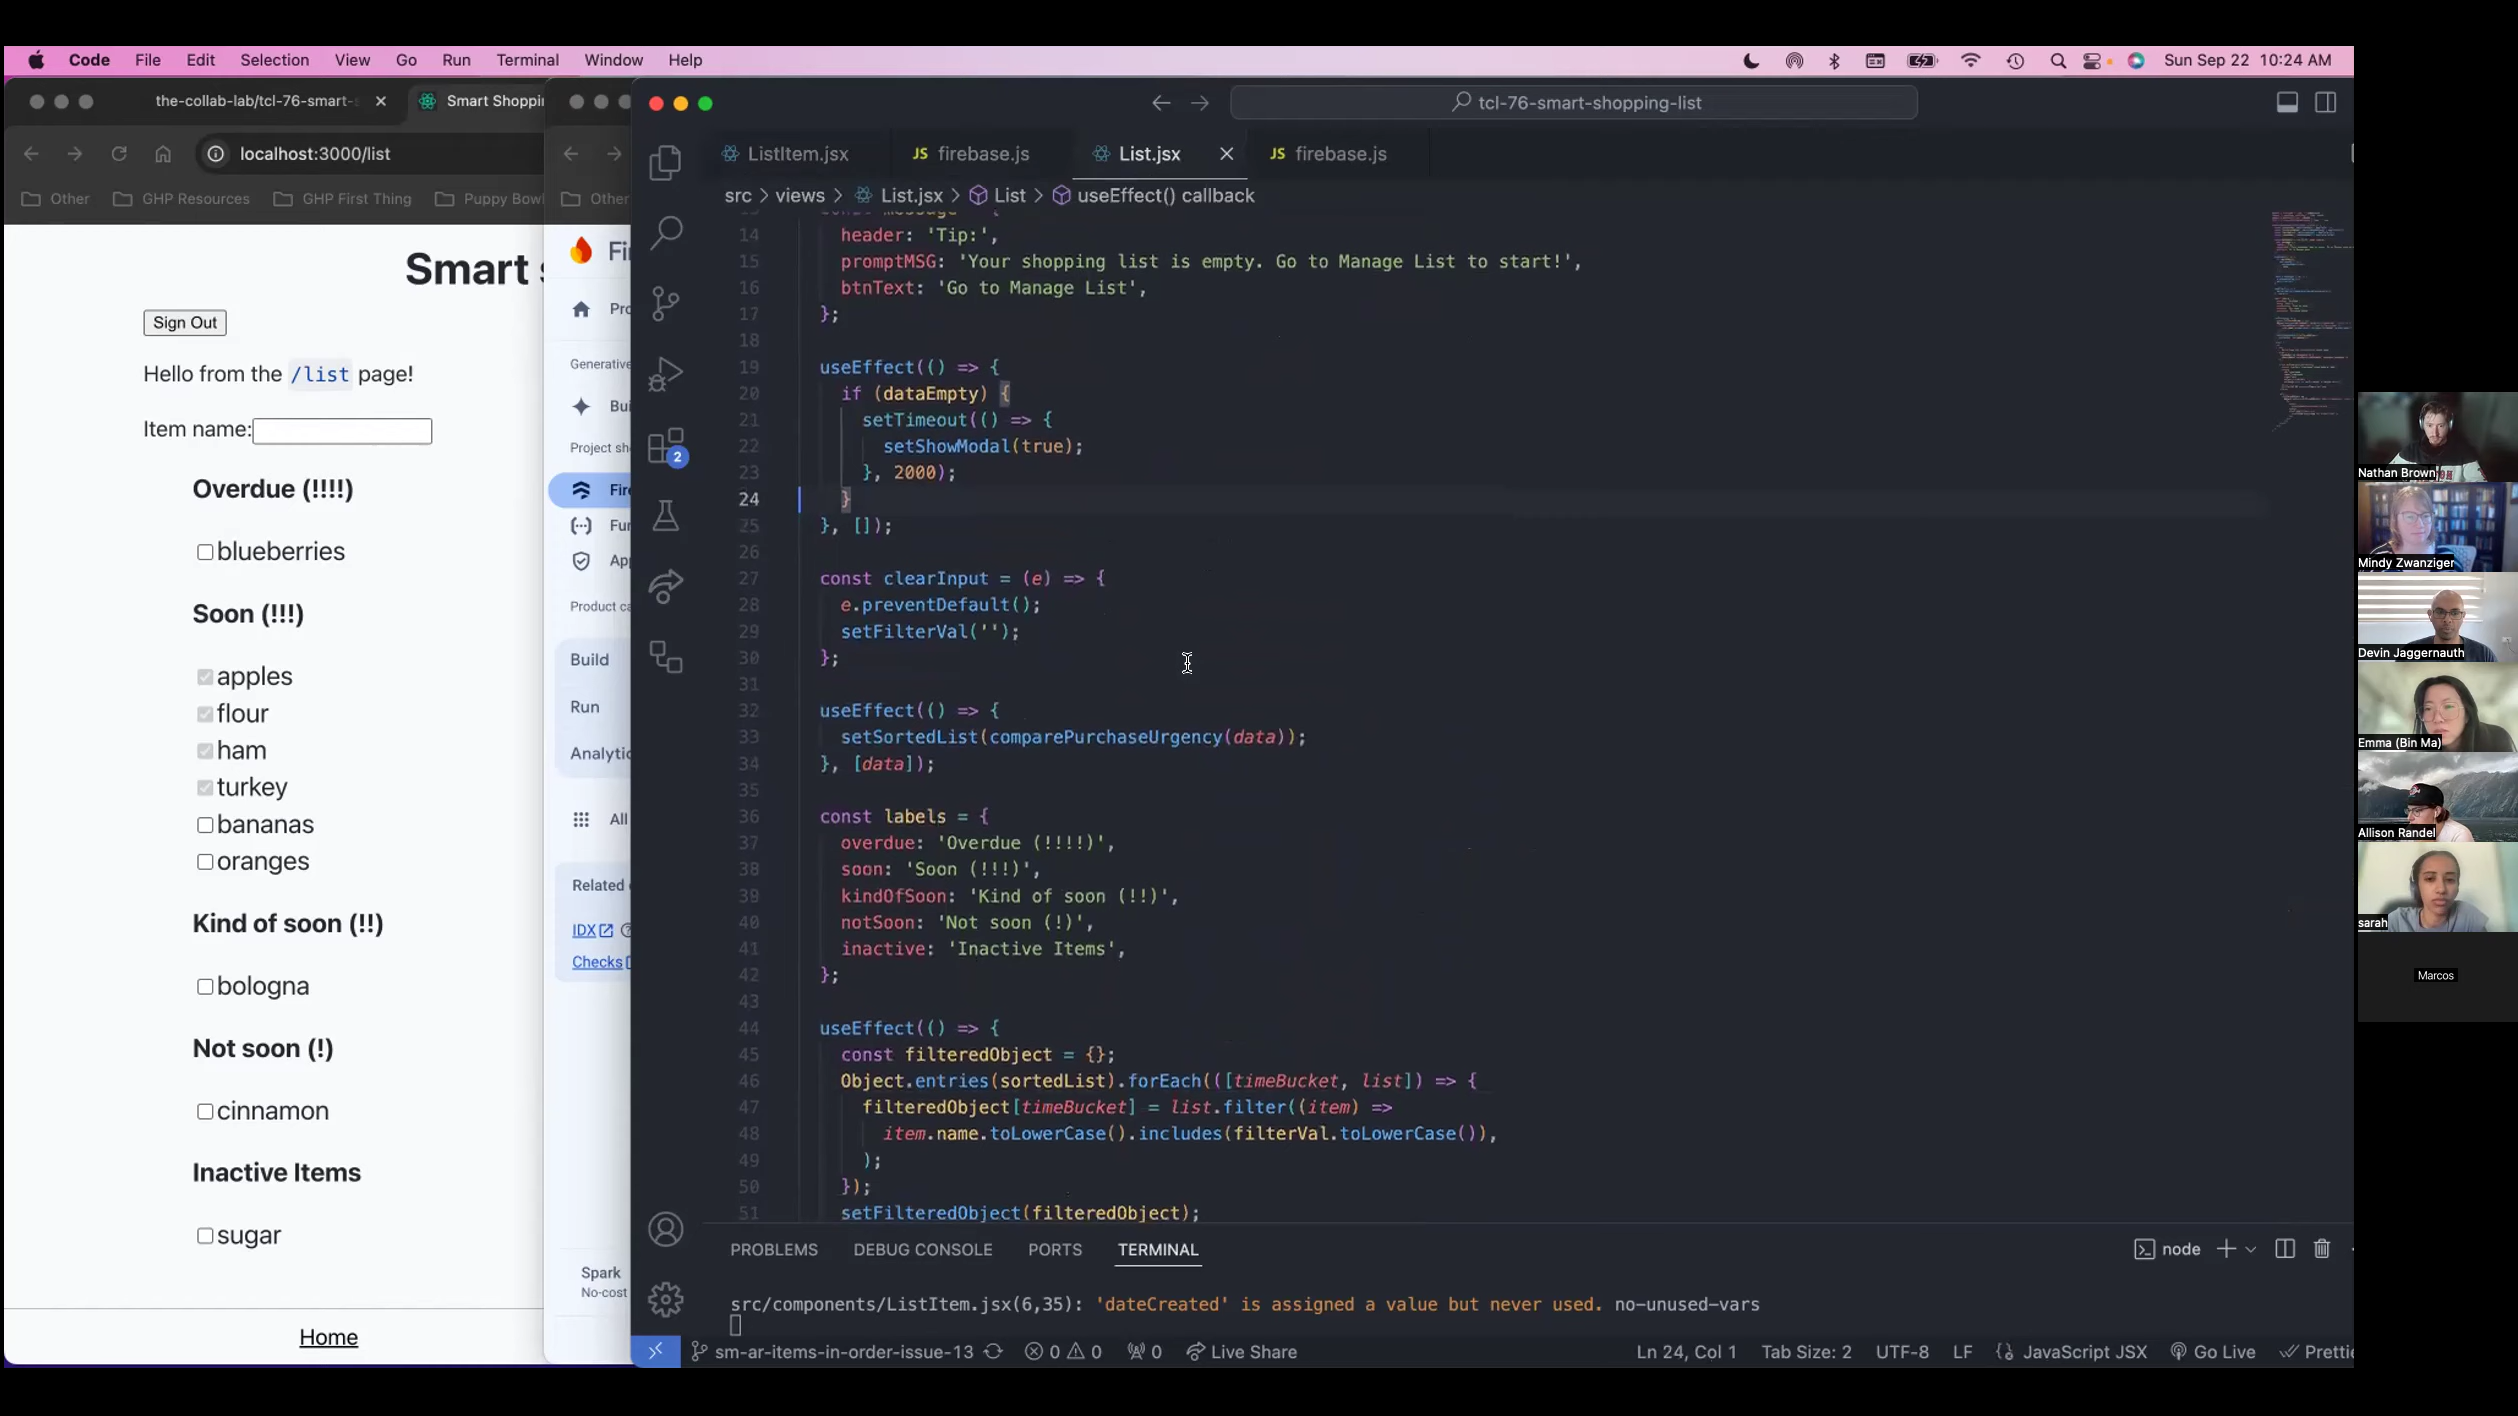 Code File Edit Selection View Go Run Terminal Window Help
Sun Sep 22 10:24 AM
the-collab-lab/tcl-76-smart-s
Smart Shoppin
localhost:3000/list
Other GHP Resources GHP First Thing Puppy Bowl
Smart s
Sign Out
Hello from the /list page!
Item name:
Overdue (!!!!)
blueberries
Soon (!!!)
apples
flour
ham
turkey
bananas
oranges
Kind of soon (!!)
bologna
Not soon (!)
cinnamon
Inactive Items
sugar
Home
Other
Generative
Project sh
Product ca
Build
Run
Analytic
All
Related
IDX
Checks
Spark
No-cost
tcl-76-smart-shopping-list
ListItem.jsx JS firebase.js List.jsx JS firebase.js
src > views > List.jsx > List > useEffect() callback
2
14 header: 'Tip:',
15 promptMSG: 'Your shopping list is empty. Go to Manage List to start!',
16 btnText: 'Go to Manage List',
17 };
18
19 useEffect(() => {
20 if (dataEmpty) {
21 setTimeout(() => {
22 setShowModal(true);
23 }, 2000);
24 }
25 }, []);
26
27 const clearInput = (e) => {
28 e.preventDefault();
29 setFilterVal('');
30 };
31
32 useEffect(() => {
33 setSortedList(comparePurchaseUrgency(data));
34 }, [data]);
35
36 const labels = {
37 overdue: 'Overdue (!!!!)',
38 soon: 'Soon (!!!)',
39 kindOfSoon: 'Kind of soon (!!)',
40 notSoon: 'Not soon (!)',
41 inactive: 'Inactive Items',
42 };
43
44 useEffect(() => {
45 const filteredObject = {};
46 Object.entries(sortedList).forEach(([timeBucket, list]) => {
47 filteredObject[timeBucket] = list.filter((item) =>
48 item.name.toLowerCase().includes(filterVal.toLowerCase()),
49 );
50 });
51 setFilteredObject(filteredObject);
PROBLEMS DEBUG CONSOLE PORTS TERMINAL
node
src/components/ListItem.jsx(6,35): 'dateCreated' is assigned a value but never used. no-unused-vars
sm-ar-items-in-order-issue-13 0 0 0 Live Share
Ln 24, Col 1 Tab Size: 2 UTF-8 LF JavaScript JSX Go Live Prettie
Nathan Brown
Mindy Zwanziger
Devin Jaggernauth
Emma (Bin Ma)
Allison Randel
sarah
Marcos